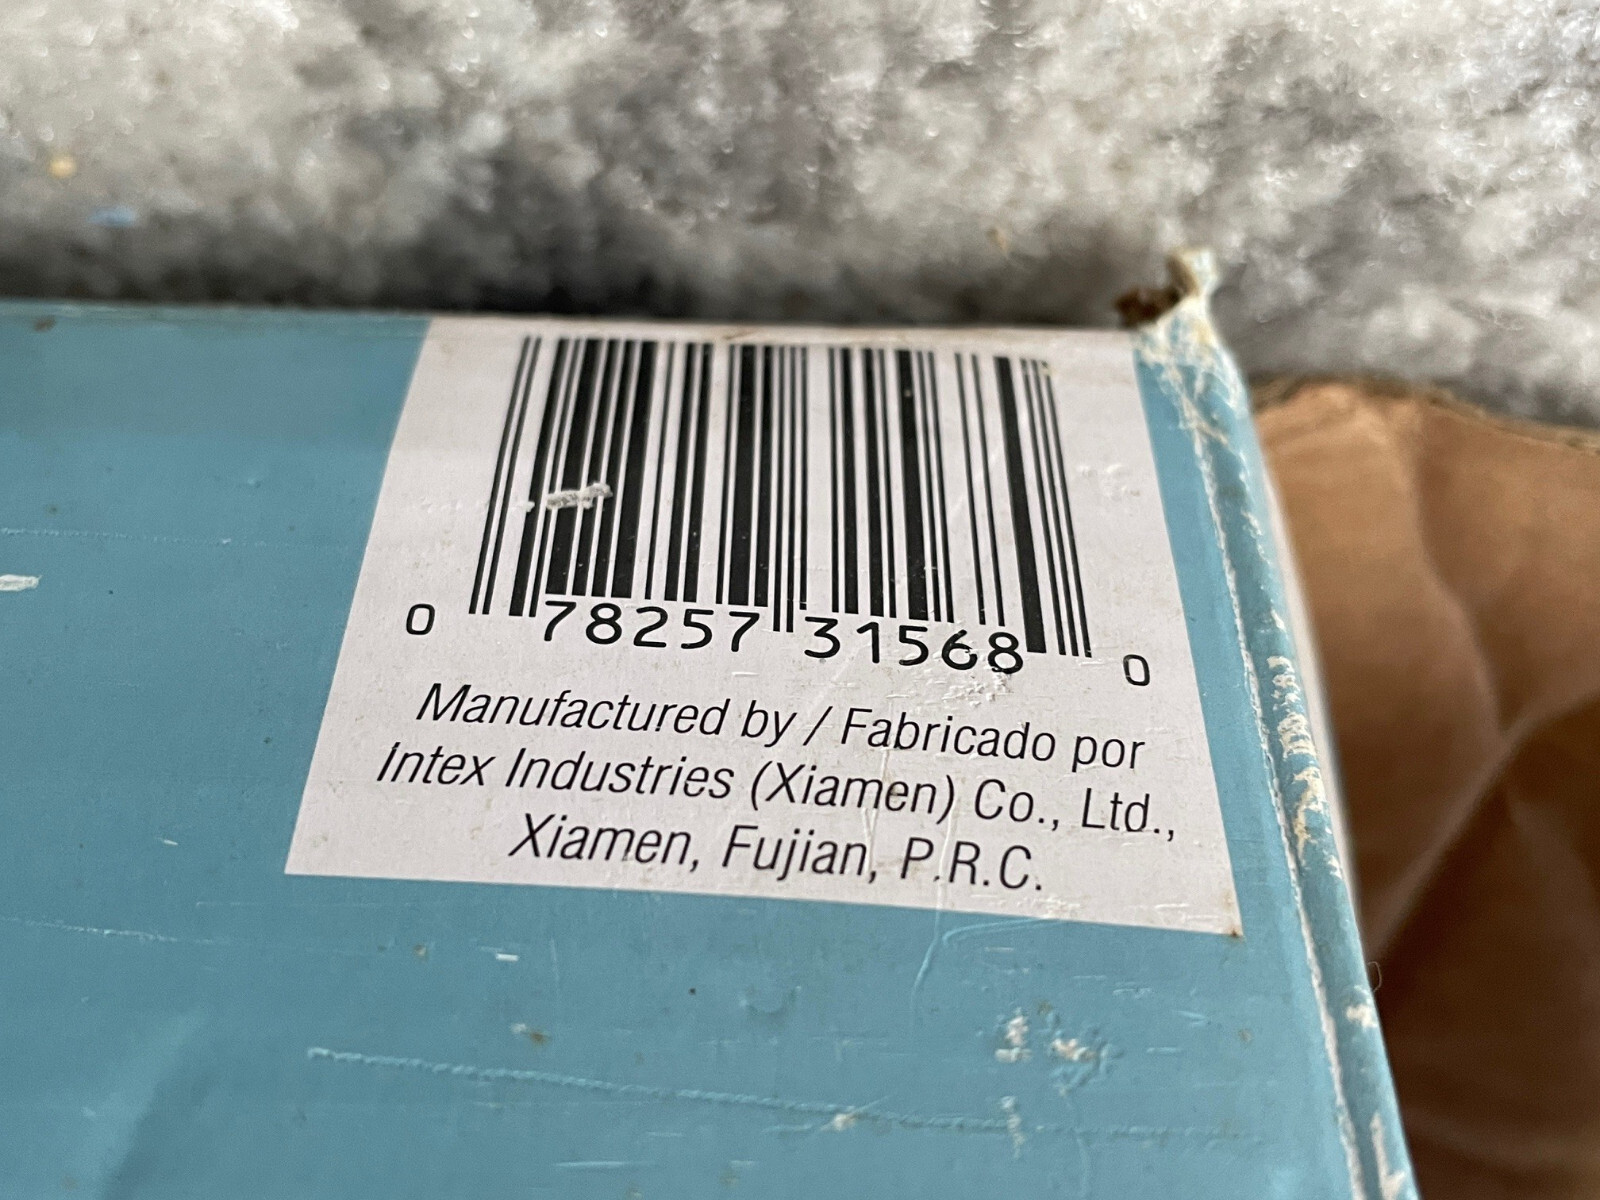 0 78257 31568 0
Manufactured by / Fabricado por
Intex Industries (Xiamen) Co., Ltd.,
Xiamen, Fujian, P.R.C.